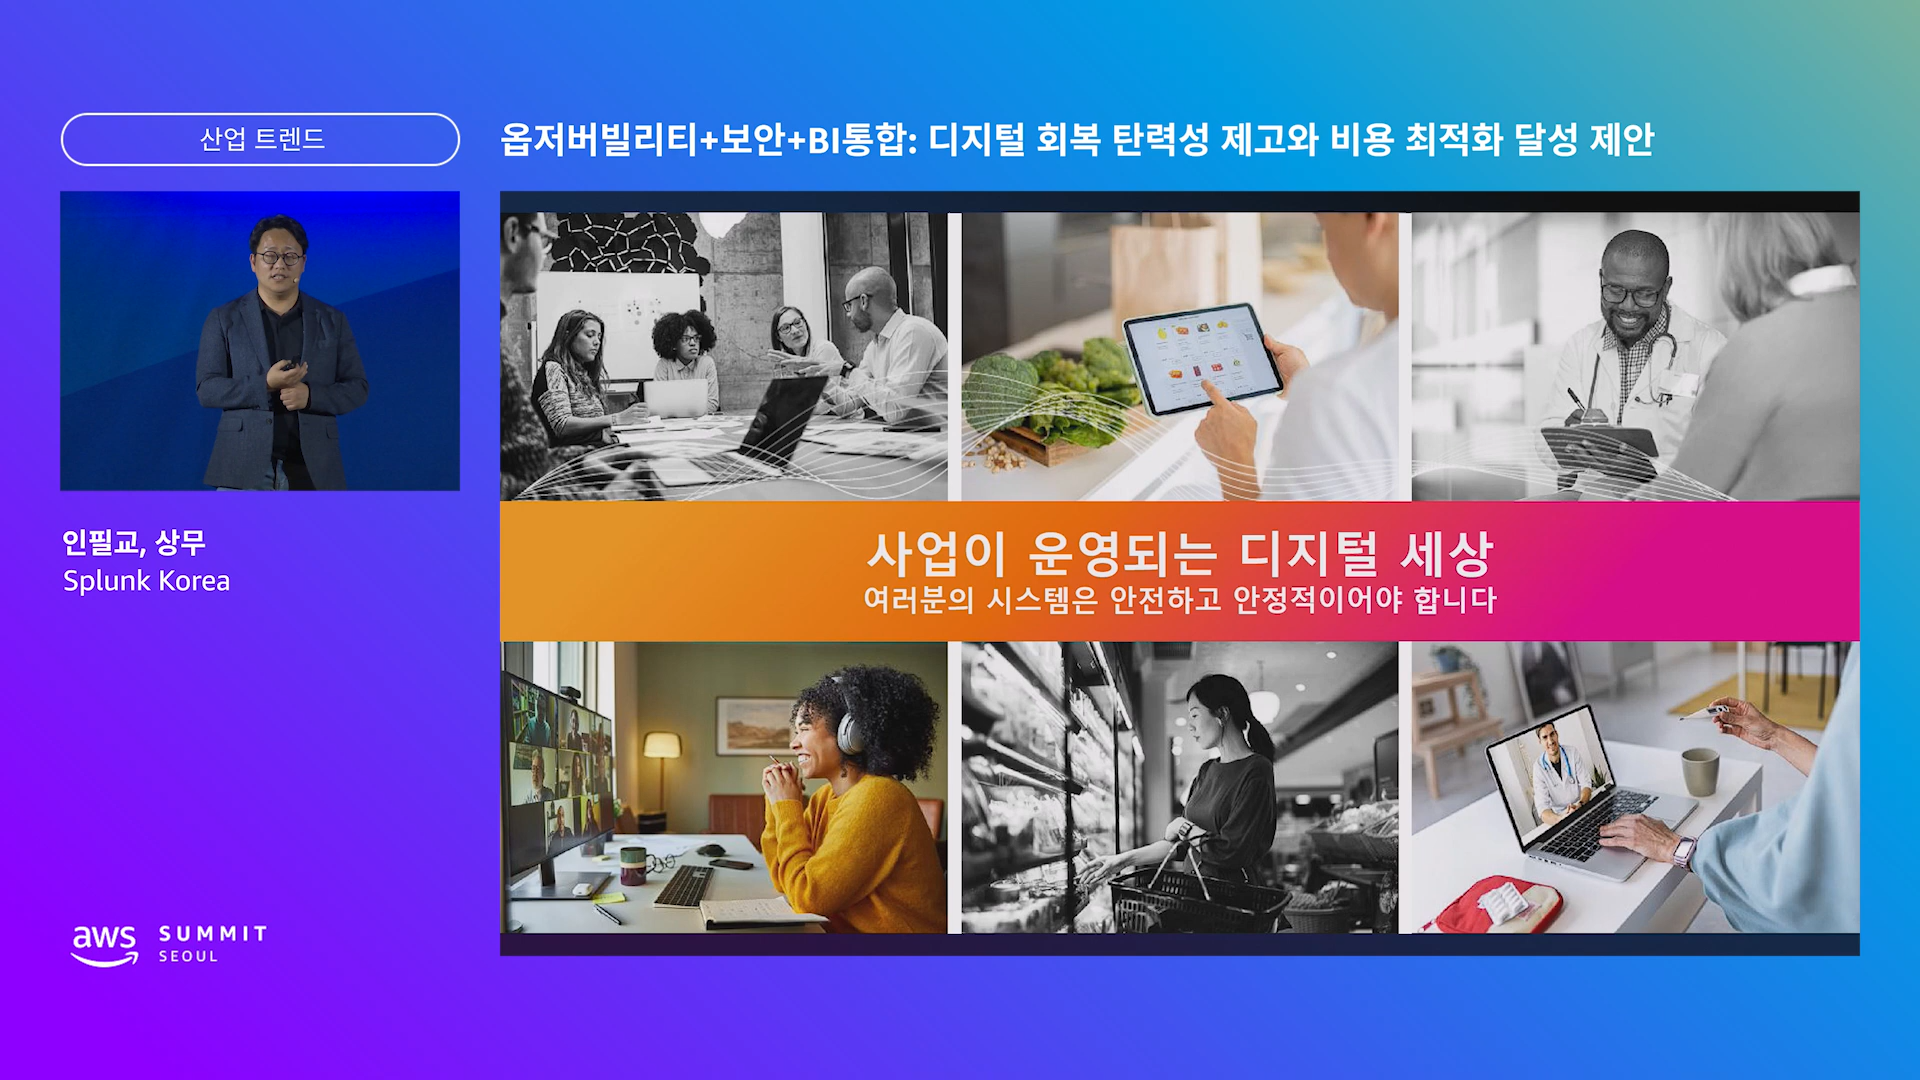 산업 트렌드
옵저버빌리티+보안+BI통합: 디지털 회복 탄력성 제고와 비용 최적화 달성 제안
인필교, 상무
Splunk Korea
사업이 운영되는 디지털 세상
여러분의 시스템은 안전하고 안정적이어야 합니다
aws SUMMIT
SEOUL